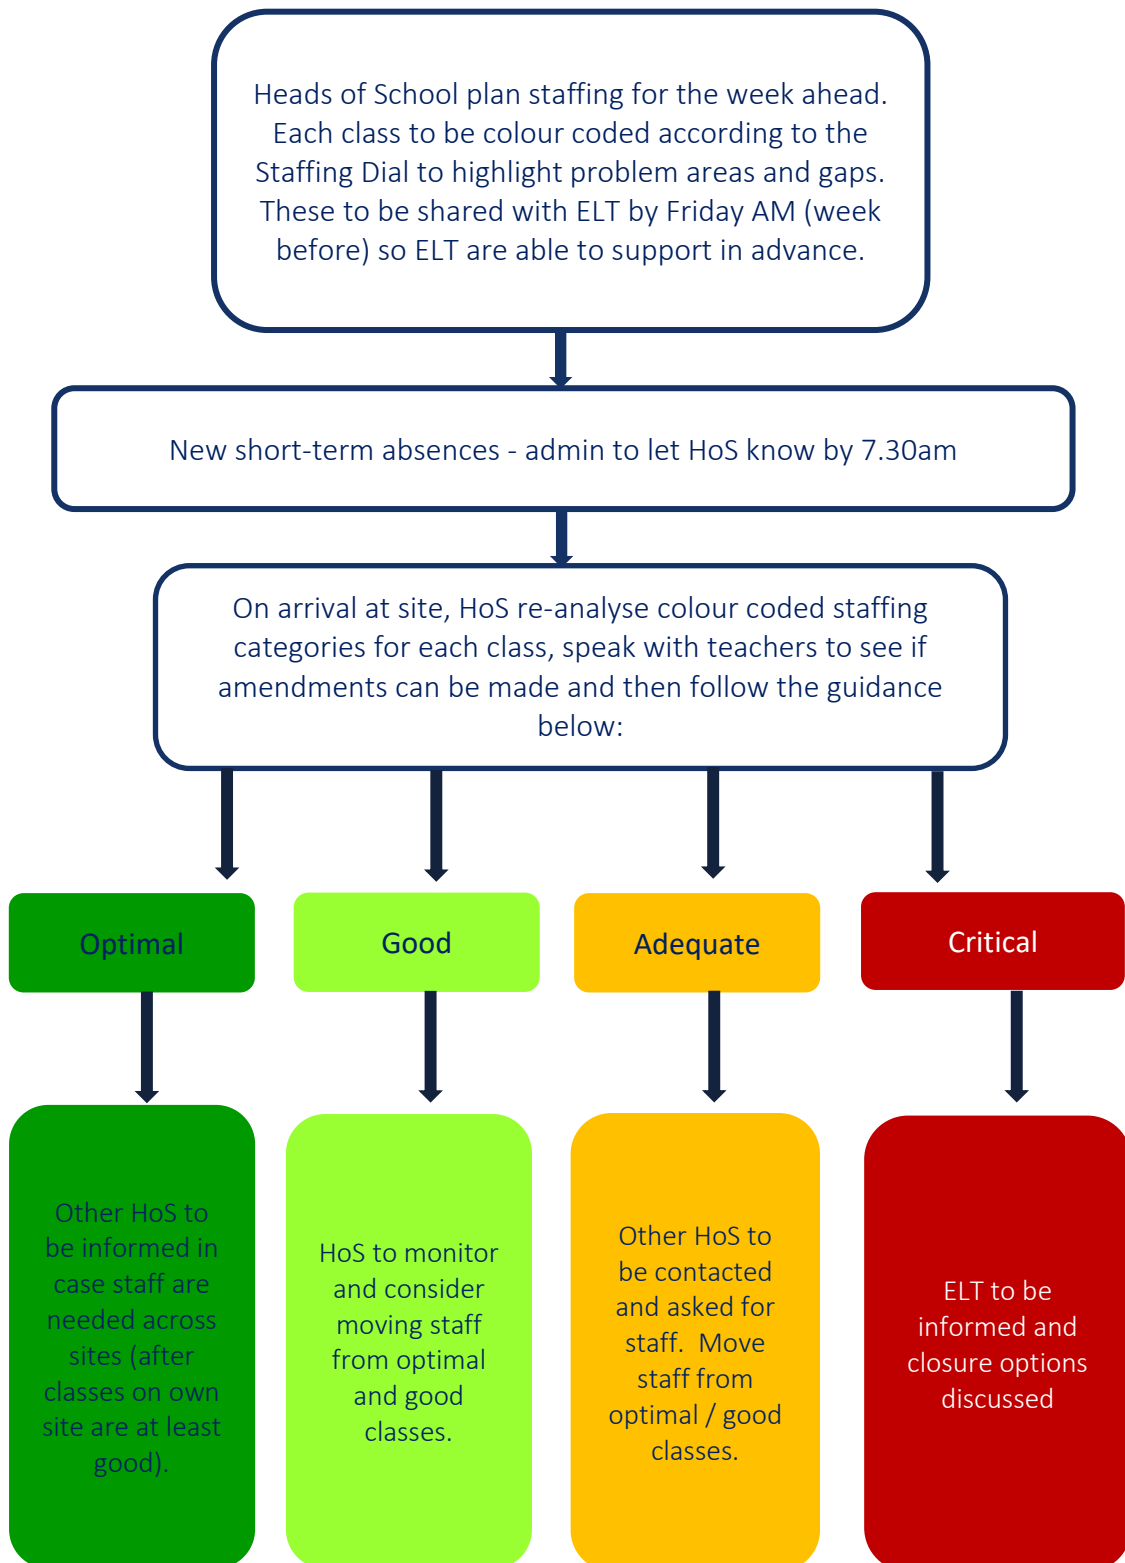 Heads of School plan staffing for the week ahead.
Each class to be colour coded according to the
Staffing Dial to highlight problem areas and gaps.
These to be shared with ELT by Friday AM (week
before) so ELT are able to support in advance.
New short-term absences - admin to let HoS know by 7.30am
On arrival at site, HoS re-analyse colour coded staffing
categories for each class, speak with teachers to see if
amendments can be made and then follow the guidance
below:
Optimal
Good
Adequate
Critical
Other HoS to
be informed in
case staff are
needed across
sites (after
classes on own
site are at least
good).
HoS to monitor
and consider
moving staff
from optimal
and good
classes.
Other HoS to
be contacted
and asked for
staff.  Move
staff from
optimal / good
classes.
ELT to be
informed and
closure options
discussed